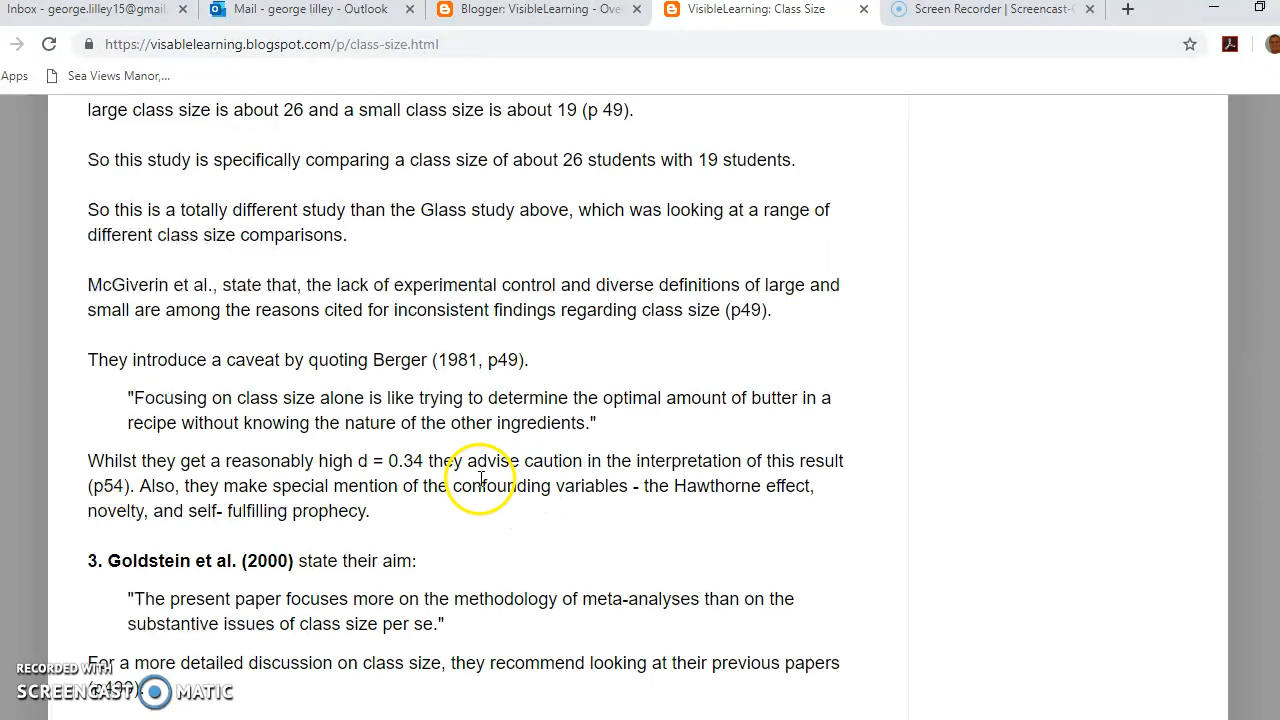 Inbox - george.lilley15@gmail.
Mail - george lilley - Outlook
Blogger: VisibleLearning - Ove
VisibleLearning: Class Size
Screen Recorder | Screencast-
https://visablelearning.blogspot.com/p/class-size.html
Apps
Sea Views Manor,...
large class size is about 26 and a small class size is about 19 (p 49).
So this study is specifically comparing a class size of about 26 students with 19 students.
So this is a totally different study than the Glass study above, which was looking at a range of
different class size comparisons.
McGiverin et al., state that, the lack of experimental control and diverse definitions of large and
small are among the reasons cited for inconsistent findings regarding class size (p49).
They introduce a caveat by quoting Berger (1981, p49).
"Focusing on class size alone is like trying to determine the optimal amount of butter in a
recipe without knowing the nature of the other ingredients."
Whilst they get a reasonably high d = 0.34 they advise caution in the interpretation of this result
(p54). Also, they make special mention of the confounding variables - the Hawthorne effect,
novelty, and self- fulfilling prophecy.
3. Goldstein et al. (2000) state their aim:
"The present paper focuses more on the methodology of meta-analyses than on the
substantive issues of class size per se."
For a more detailed discussion on class size, they recommend looking at their previous papers
RECORDED WITH
SCREENCAST MATIC